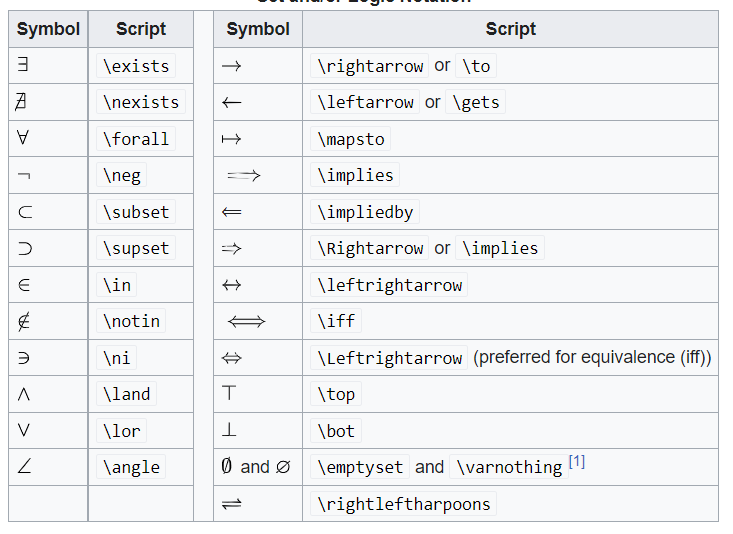 Set and/or Logic Notation
Symbol Script Symbol Script
∃ \exists → \rightarrow or \to
∄ \nexists ← \leftarrow or \gets
∀ \forall ↦ \mapsto
¬ \neg ⟹ \implies
⊂ \subset ⇐ \impliedby
⊃ \supset ⇒ \Rightarrow or \implies
∈ \in ↔ \leftrightarrow
∉ \notin ⟺ \iff
∋ \ni ⇔ \Leftrightarrow (preferred for equivalence (iff))
∧ \land ⊤ \top
∨ \lor ⊥ \bot
∠ \angle ∅ and ⌀ \emptyset and \varnothing [1]
⇌ \rightleftharpoons